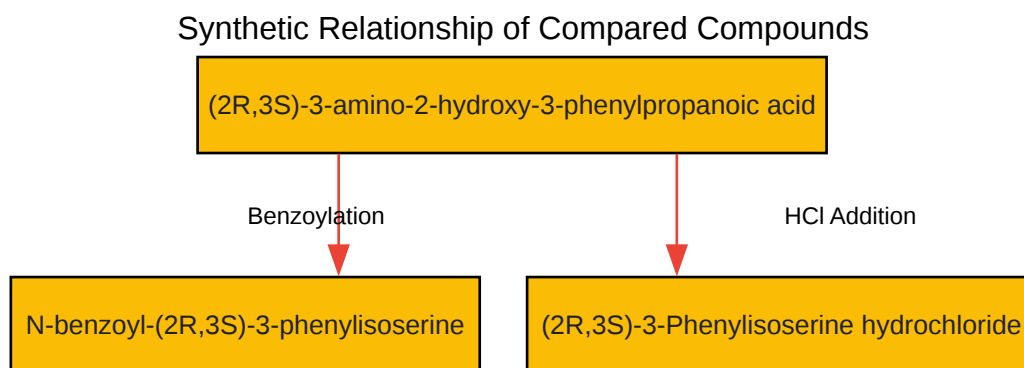 Synthetic Relationship of Compared Compounds
(2R,3S)-3-amino-2-hydroxy-3-phenylpropanoic acid
Benzoylation
HCl Addition
N-benzoyl-(2R,3S)-3-phenylisoserine
(2R,3S)-3-Phenylisoserine hydrochloride